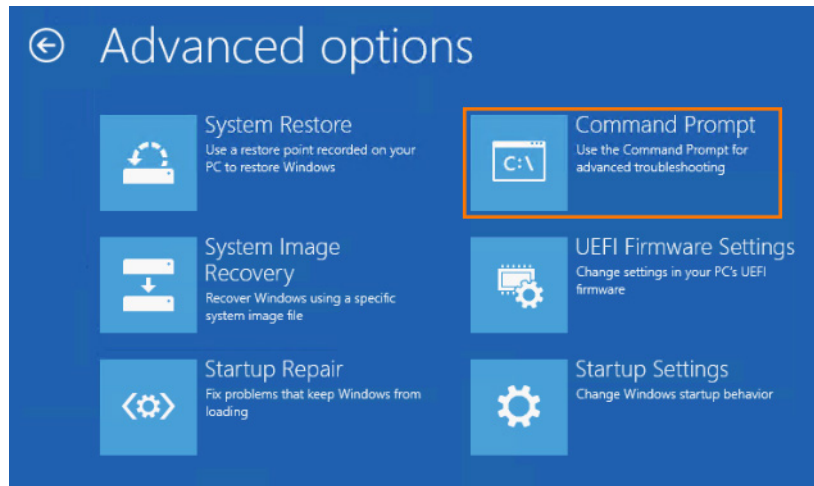 Advanced options
System Restore
Use a restore point recorded on your
PC to restore Windows
C:\
Command Prompt
Use the Command Prompt for
advanced troubleshooting
System Image
Recovery
Recover Windows using a specific
system image file
UEFI Firmware Settings
Change settings in your PC's UEFI
firmware
Startup Repair
Fix problems that keep Windows from
loading
Startup Settings
Change Windows startup behavior